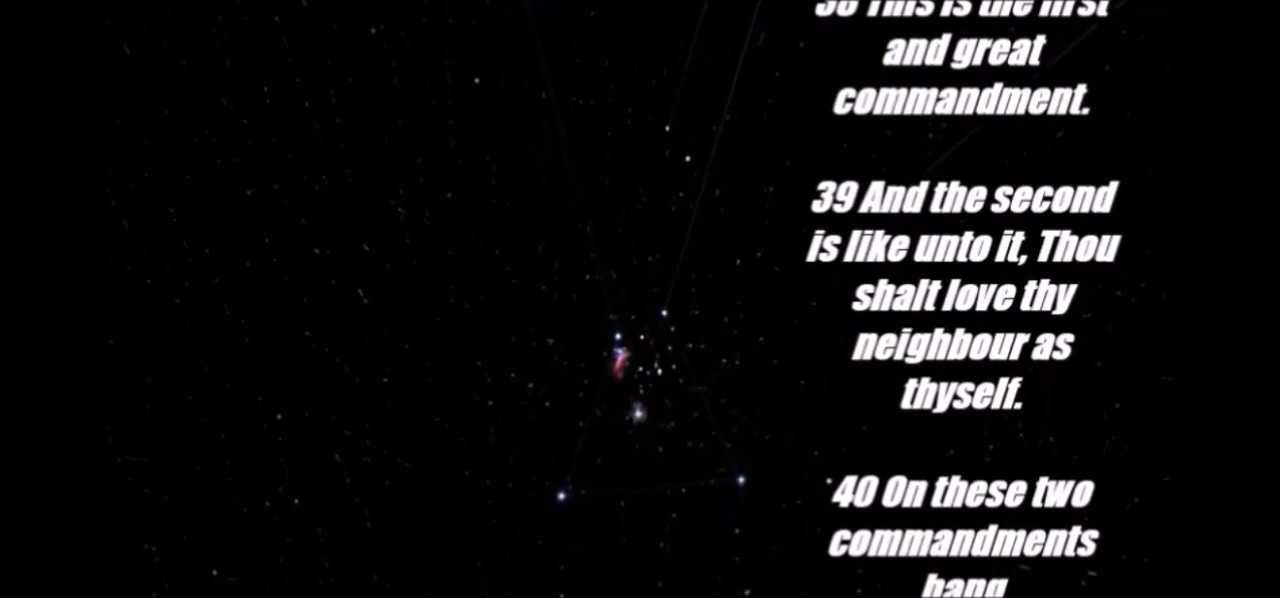 38 This is the first
and great
commandment.
39 And the second
is like unto it, Thou
shalt love thy
neighbour as
thyself.
40 On these two
commandments
hang